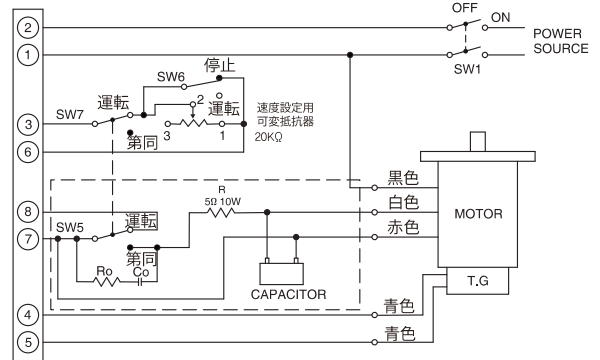 OFF
ON
POWER
SOURCE
SW1
2
1
停止
SW6
運転
2
運転
速度設定用
可変抵抗器
20KΩ
SW7
3
第同
3
1
6
黒色
R
5Ω 10W
白色
8
SW5
運転
赤色
MOTOR
7
第同
Ro
Co
CAPACITOR
T.G
4
青色
5
青色